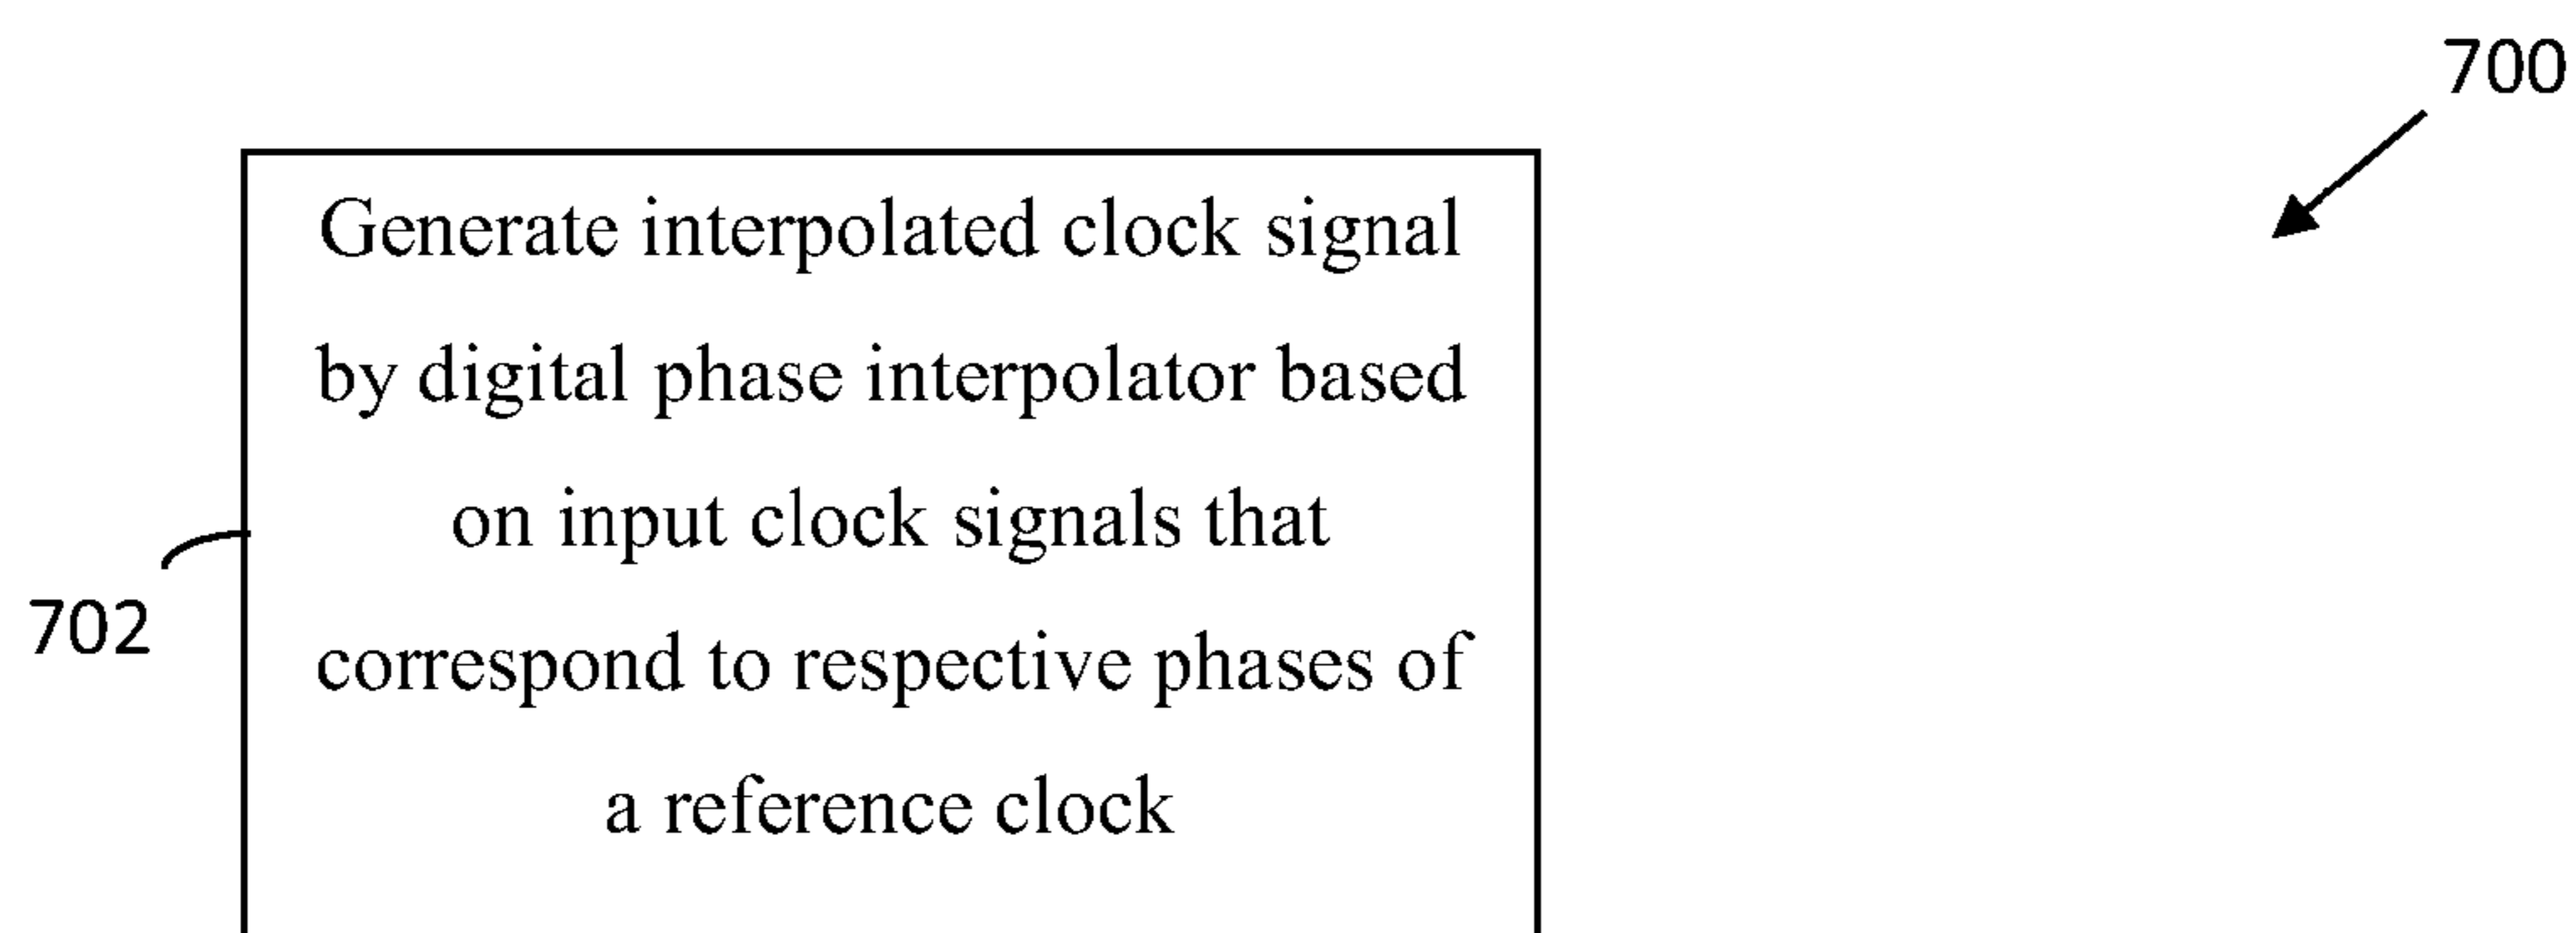 700
Generate interpolated clock signal
by digital phase interpolator based
on input clock signals that
702
correspond to respective phases of
a reference clock